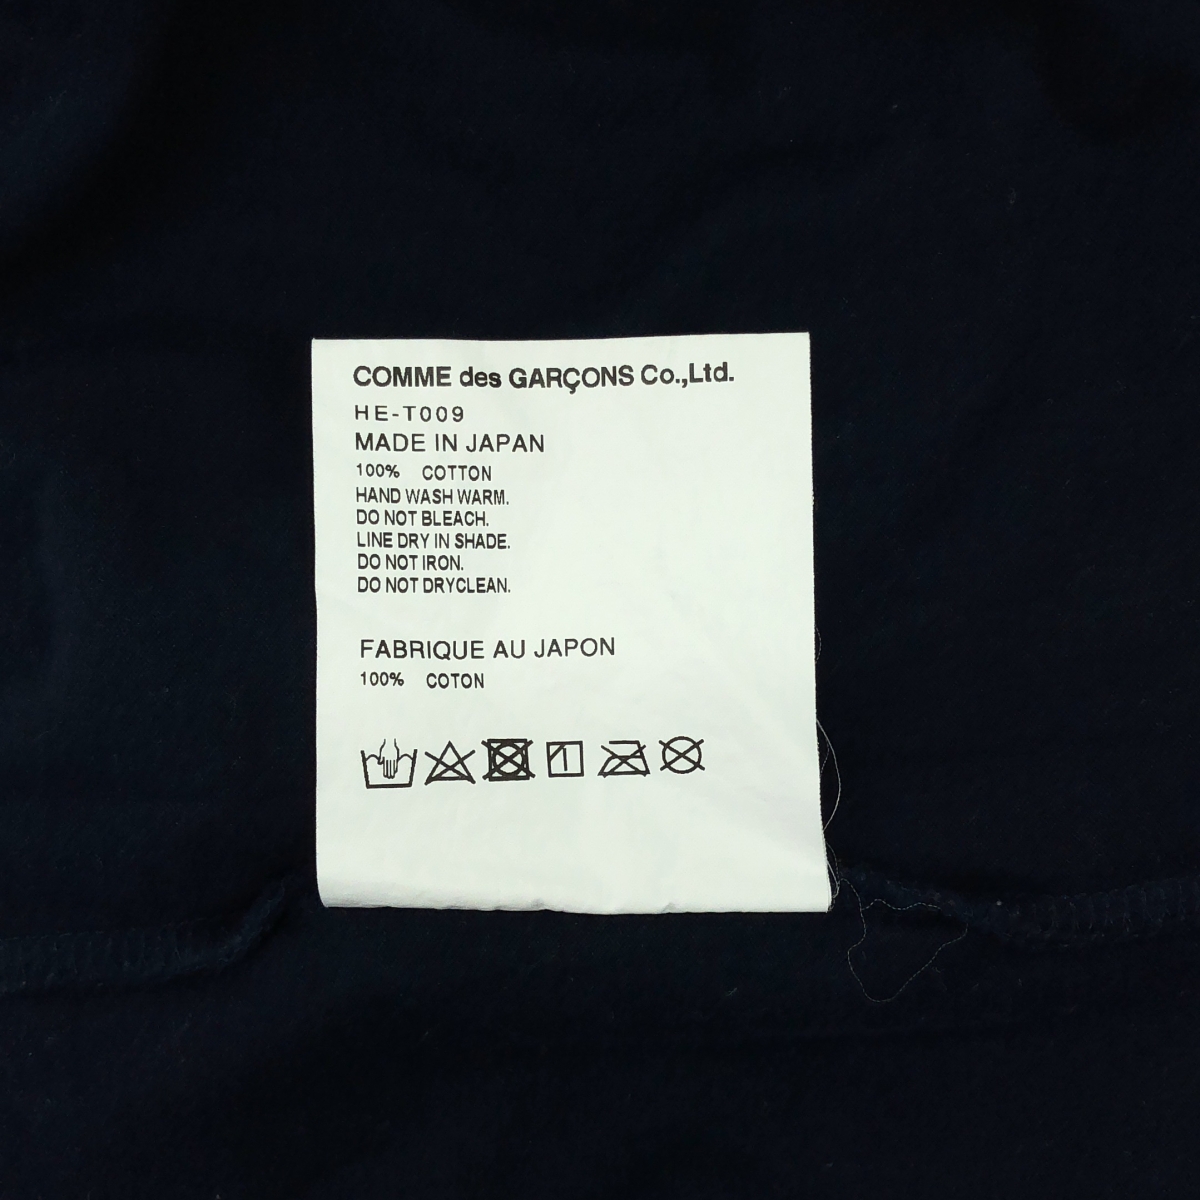 COMME des GARÇONS Co.,Ltd.
HE-T009
MADE IN JAPAN
100% COTTON
HAND WASH WARM.
DO NOT BLEACH.
LINE DRY IN SHADE.
DO NOT IRON.
DO NOT DRYCLEAN.
FABRIQUE AU JAPON
100% COTON